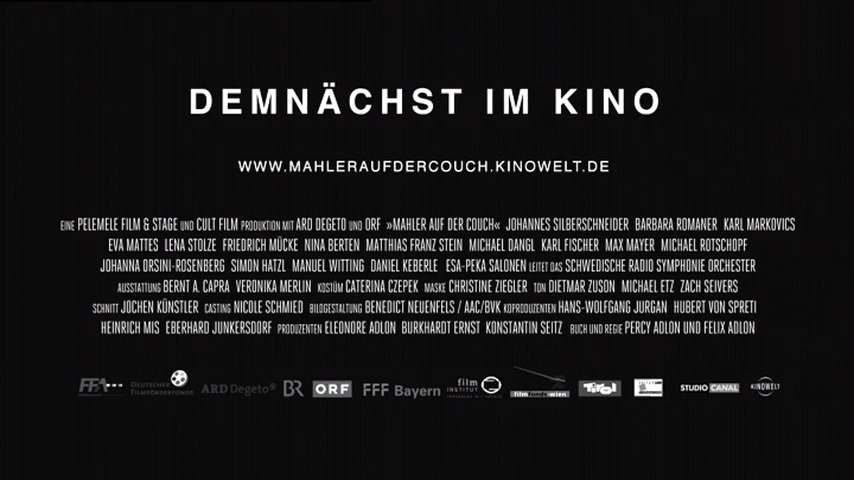 DEMNÄCHST IM KINO
WWW.MAHLERAUFDERCOUCH.KINOWELT.DE
EINE PELEMELE FILM & STAGE UND CULT FILM PRODUKTION MIT ARD DEGETO UND ORF »MAHLER AUF DER COUCH« JOHANNES SILBERSCHNEIDER BARBARA ROMANER KARL MARKOVICS
EVA MATTES LENA STOLZE FRIEDRICH MÜCKE NINA BERTEN MATTHIAS FRANZ STEIN MICHAEL DANGL KARL FISCHER MAX MAYER MICHAEL ROTSCHOPF
JOHANNA ORSINI-ROSENBERG SIMON HATZL MANUEL WITTING DANIEL KEBERLE ESA-PEKA SALONEN LEITET DAS SCHWEDISCHE RADIO SYMPHONIE ORCHESTER
AUSSTATTUNG BERNT A. CAPRA VERONIKA MERLIN KOSTÜM CATERINA CZEPEK MASKE CHRISTINE ZIEGLER TON DIETMAR ZUSON MICHAEL ETZ ZACH SEIVERS
SCHNITT JOCHEN KÜNSTLER CASTING NICOLE SCHMIED BILDGESTALTUNG BENEDICT NEUENFELS / AAC/BVK KOPRODUZENTEN HANS-WOLFGANG JURGAN HUBERT VON SPRETI
HEINRICH MIS EBERHARD JUNKERSDORF PRODUZENTEN ELEONORE ADLON BURKHARDT ERNST KONSTANTIN SEITZ BUCH UND REGIE PERCY ADLON UND FELIX ADLON
FFA DEUTSCHER FILMFÖRDERFONDS ARD Degeto BR ORF FFF Bayern film INSTITUT filmfonds wien Tirol STUDIO CANAL KINOWELT